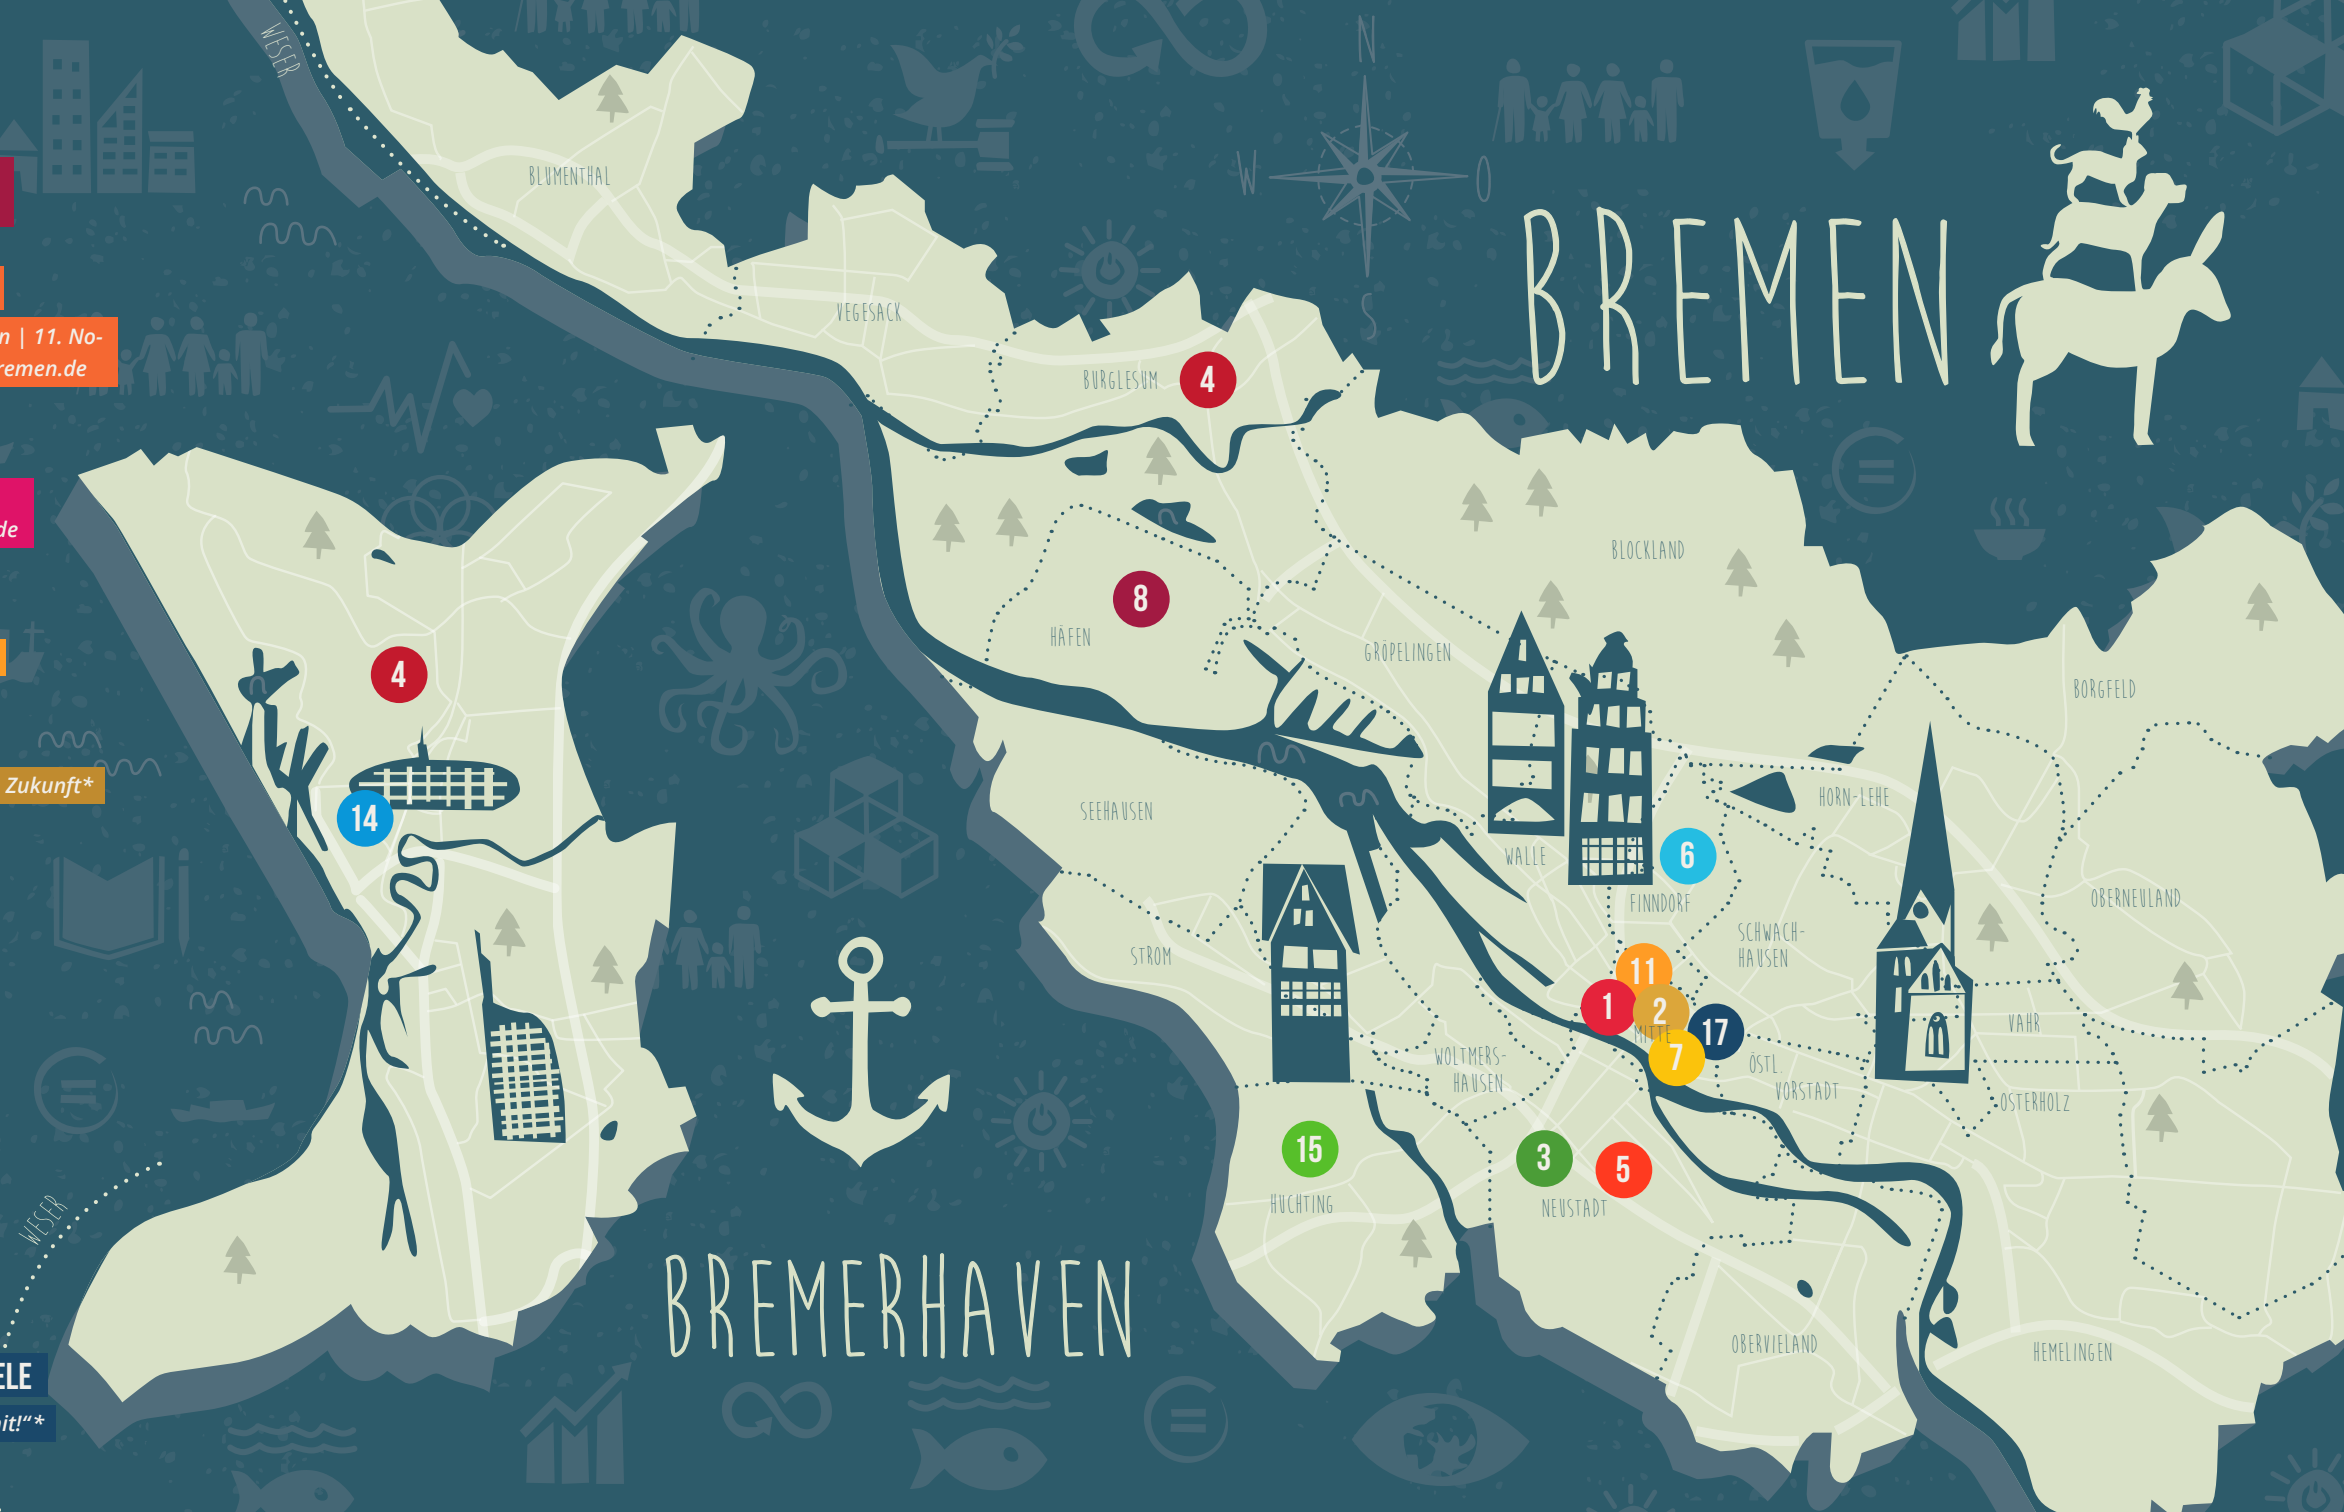 WESER
N
W
O
S
BREMEN
BLUMENTHAL
VEGESACK
BURGLESUM
4
n | 11. No-
remen.de
de
Zukunft*
BLOCKLAND
8
HÄFEN
GRÖPELINGEN
BORGFELD
4
14
SEEHAUSEN
HORN-LEHE
WALLE
6
FINNDORF
OBERNEULAND
SCHWACH-
HAUSEN
STROM
11
1
2
MITTE
17
7
VAHR
WOLTMERS-
HAUSEN
ÖSTL.
VORSTADT
OSTERHOLZ
15
HUCHTING
3
5
NEUSTADT
WESER
BREMERHAVEN
OBERVIELAND
HEMELINGEN
ELE
nit!“*